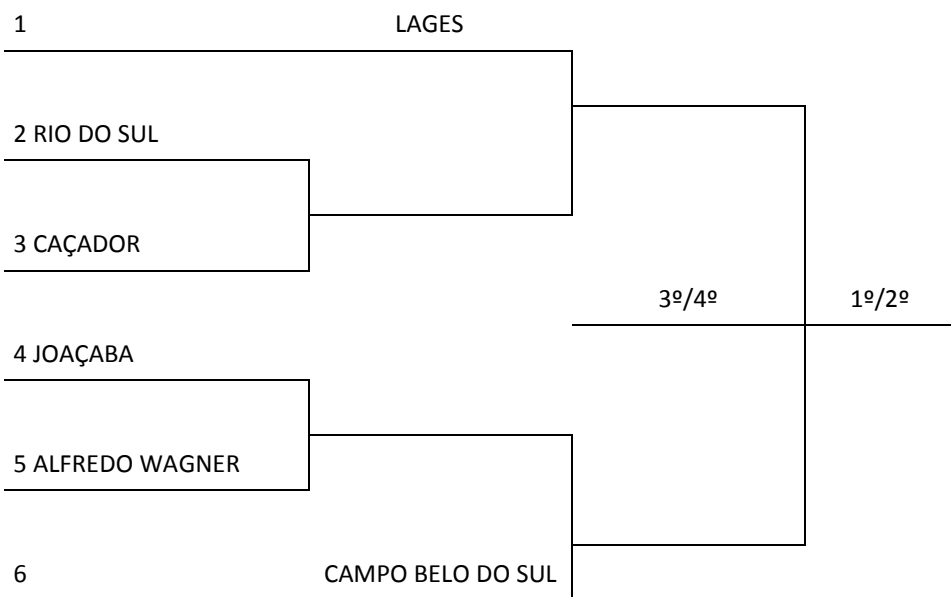 1 LAGES
2 RIO DO SUL
3 CAÇADOR
3º/4º 1º/2º
4 JOAÇABA
5 ALFREDO WAGNER
6 CAMPO BELO DO SUL